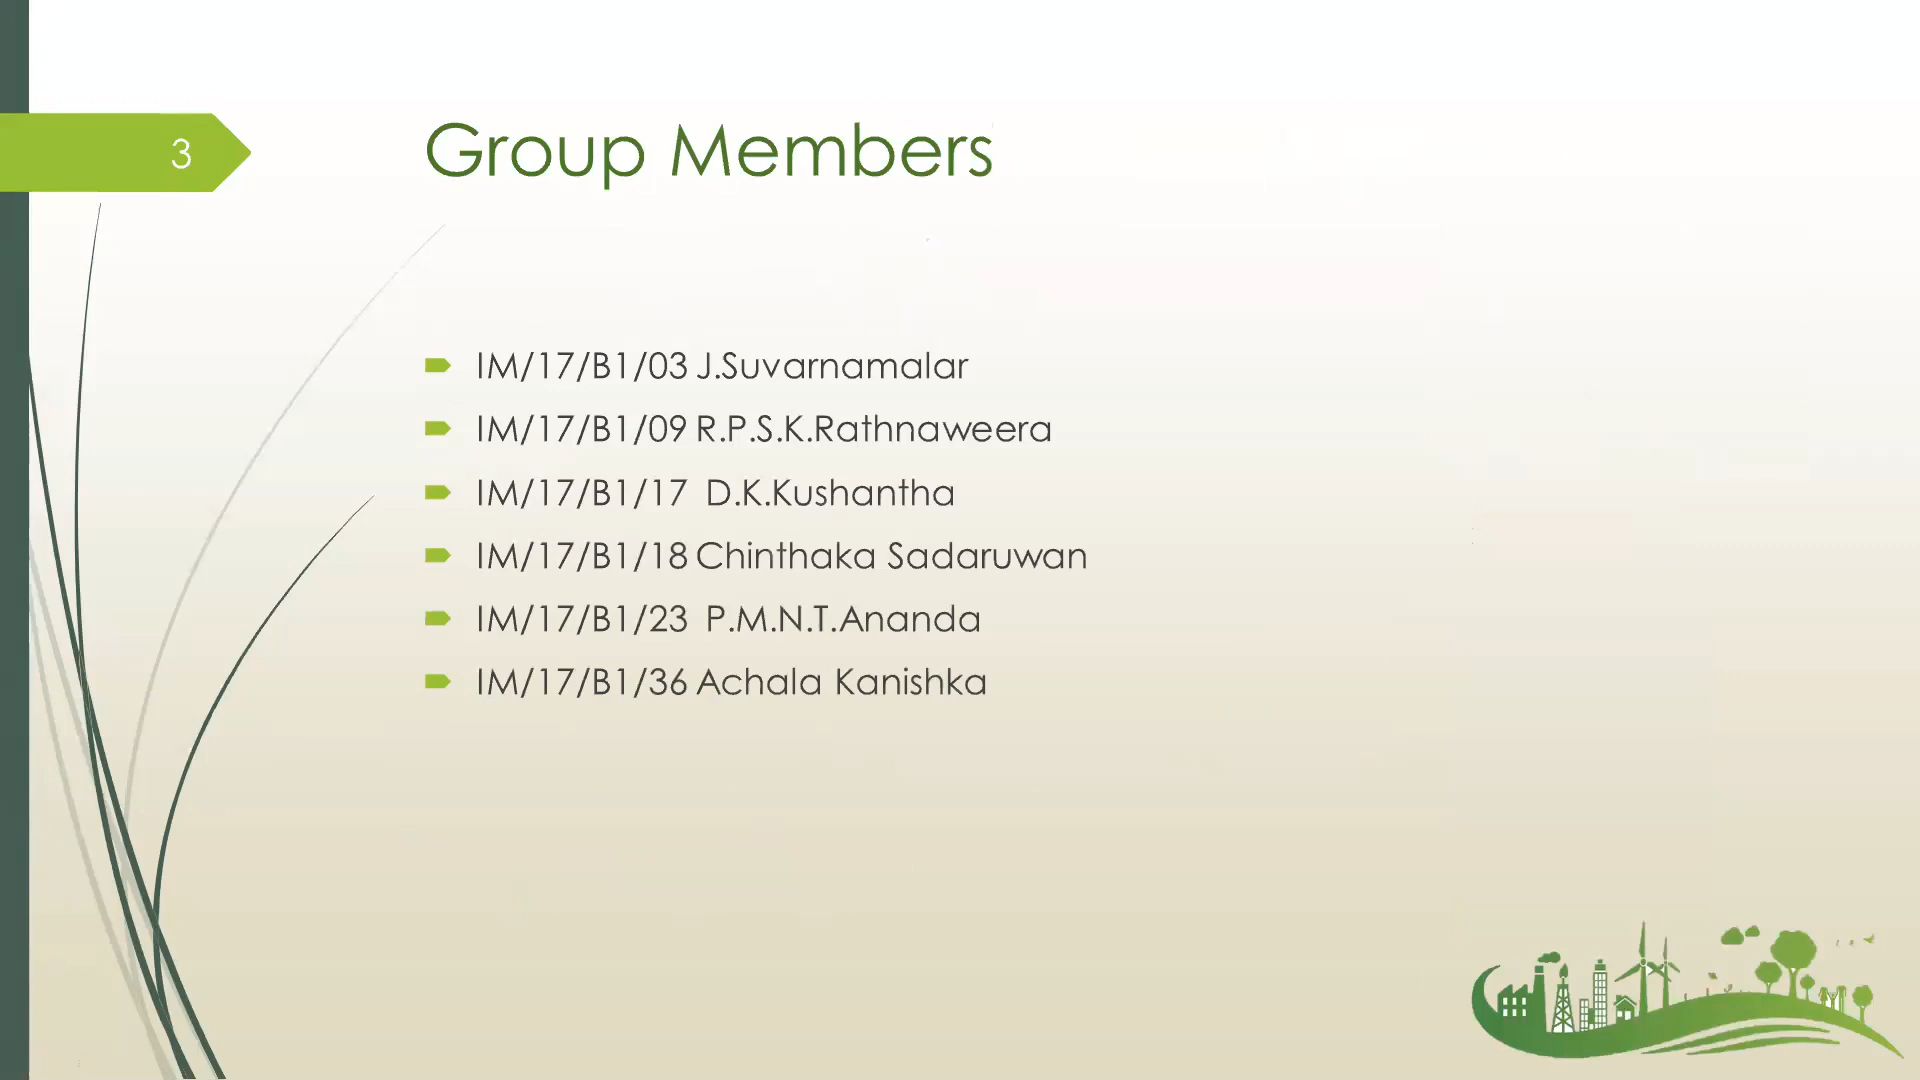 3
Group Members
IM/17/B1/03 J.Suvarnamalar
IM/17/B1/09 R.P.S.K.Rathnaweera
IM/17/B1/17 D.K.Kushantha
IM/17/B1/18 Chinthaka Sadaruwan
IM/17/B1/23 P.M.N.T.Ananda
IM/17/B1/36 Achala Kanishka